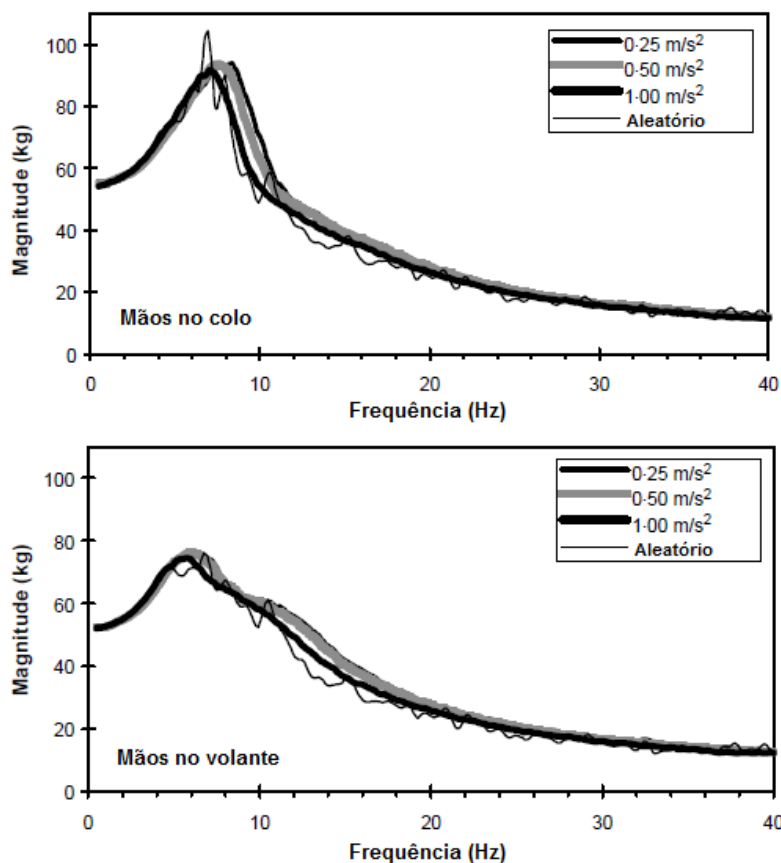 100
80
60
40
20
0
Magnitude (kg)
0·25 m/s²
0·50 m/s²
1·00 m/s²
Aleatório
Mãos no colo
0 10 20 30 40
Frequência (Hz)
100
80
60
40
20
0
Magnitude (kg)
0·25 m/s²
0·50 m/s²
1·00 m/s²
Aleatório
Mãos no volante
0 10 20 30 40
Frequência (Hz)